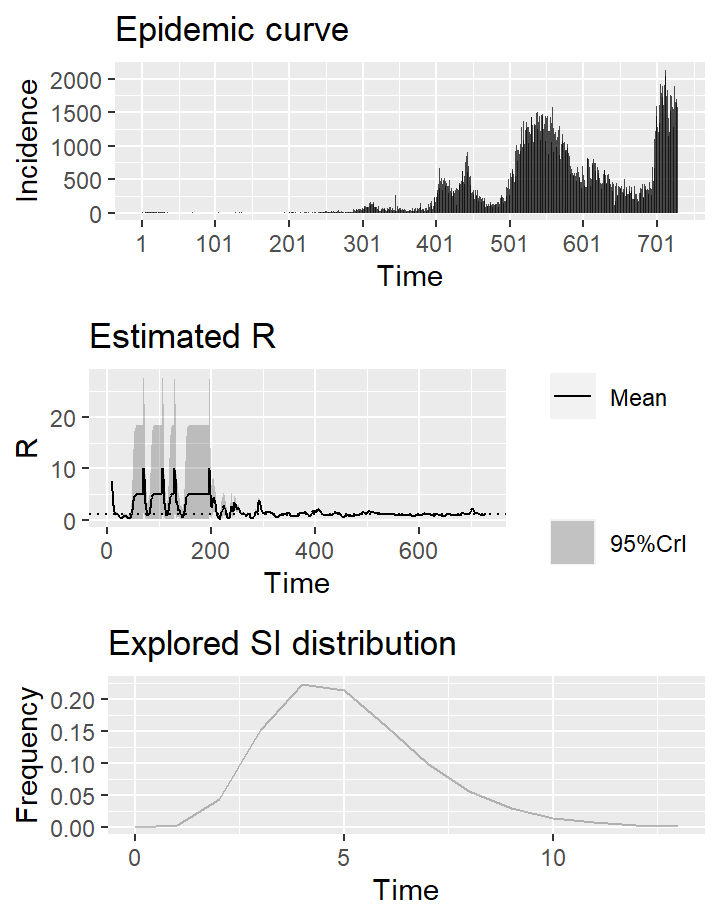 Epidemic curve
Incidence
2000
1500
1000
500
0
1 101 201 301 401 501 601 701
Time
Estimated R
R
20
10
0
0 200 400 600
Time
Mean
95%CrI
Explored SI distribution
Frequency
0.20
0.15
0.10
0.05
0.00
0 5 10
Time